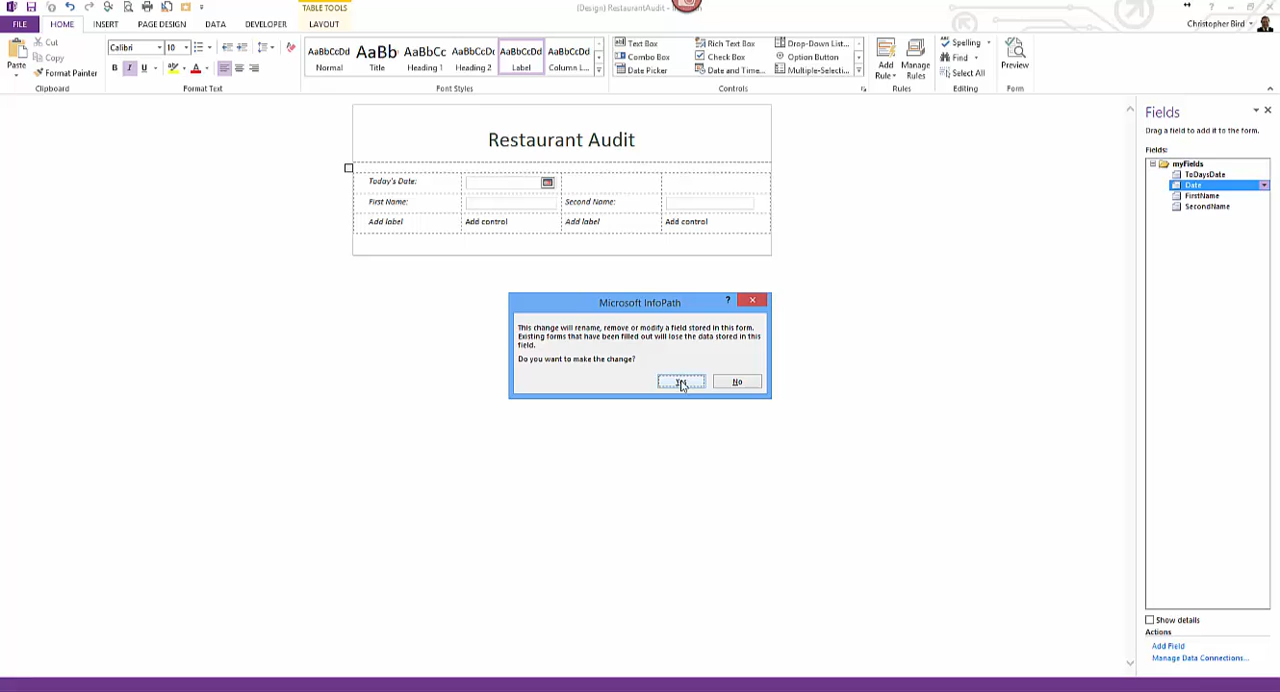 TABLE TOOLS
(Design) RestaurantAudit -
FILE HOME INSERT PAGE DESIGN DATA DEVELOPER LAYOUT
Christopher Bird
Paste
Cut
Copy
Format Painter
Clipboard
Calibri 10
B I U A
Format Text
AaBbCcDd AaBb AaBbCc AaBbCcDc AaBbCcDd AaBbCcDd
Normal Title Heading 1 Heading 2 Label Column L...
Font Styles
Text Box Rich Text Box Drop-Down List...
Combo Box Check Box Option Button
Date Picker Date and Time... Multiple-Selecti...
Controls
Add Rule Manage Rules
Rules
Spelling
Find
Select All
Editing
Preview
Form
Restaurant Audit
Today's Date:
First Name: Second Name:
Add label Add control Add label Add control
Microsoft InfoPath
This change will rename, remove or modify a field stored in this form.
Existing forms that have been filled out will lose the data stored in this
field.
Do you want to make the change?
Yes No
Fields
Drag a field to add it to the form.
Fields:
myFields
ToDaysDate
Date
FirstName
SecondName
Show details
Actions
Add Field
Manage Data Connections...